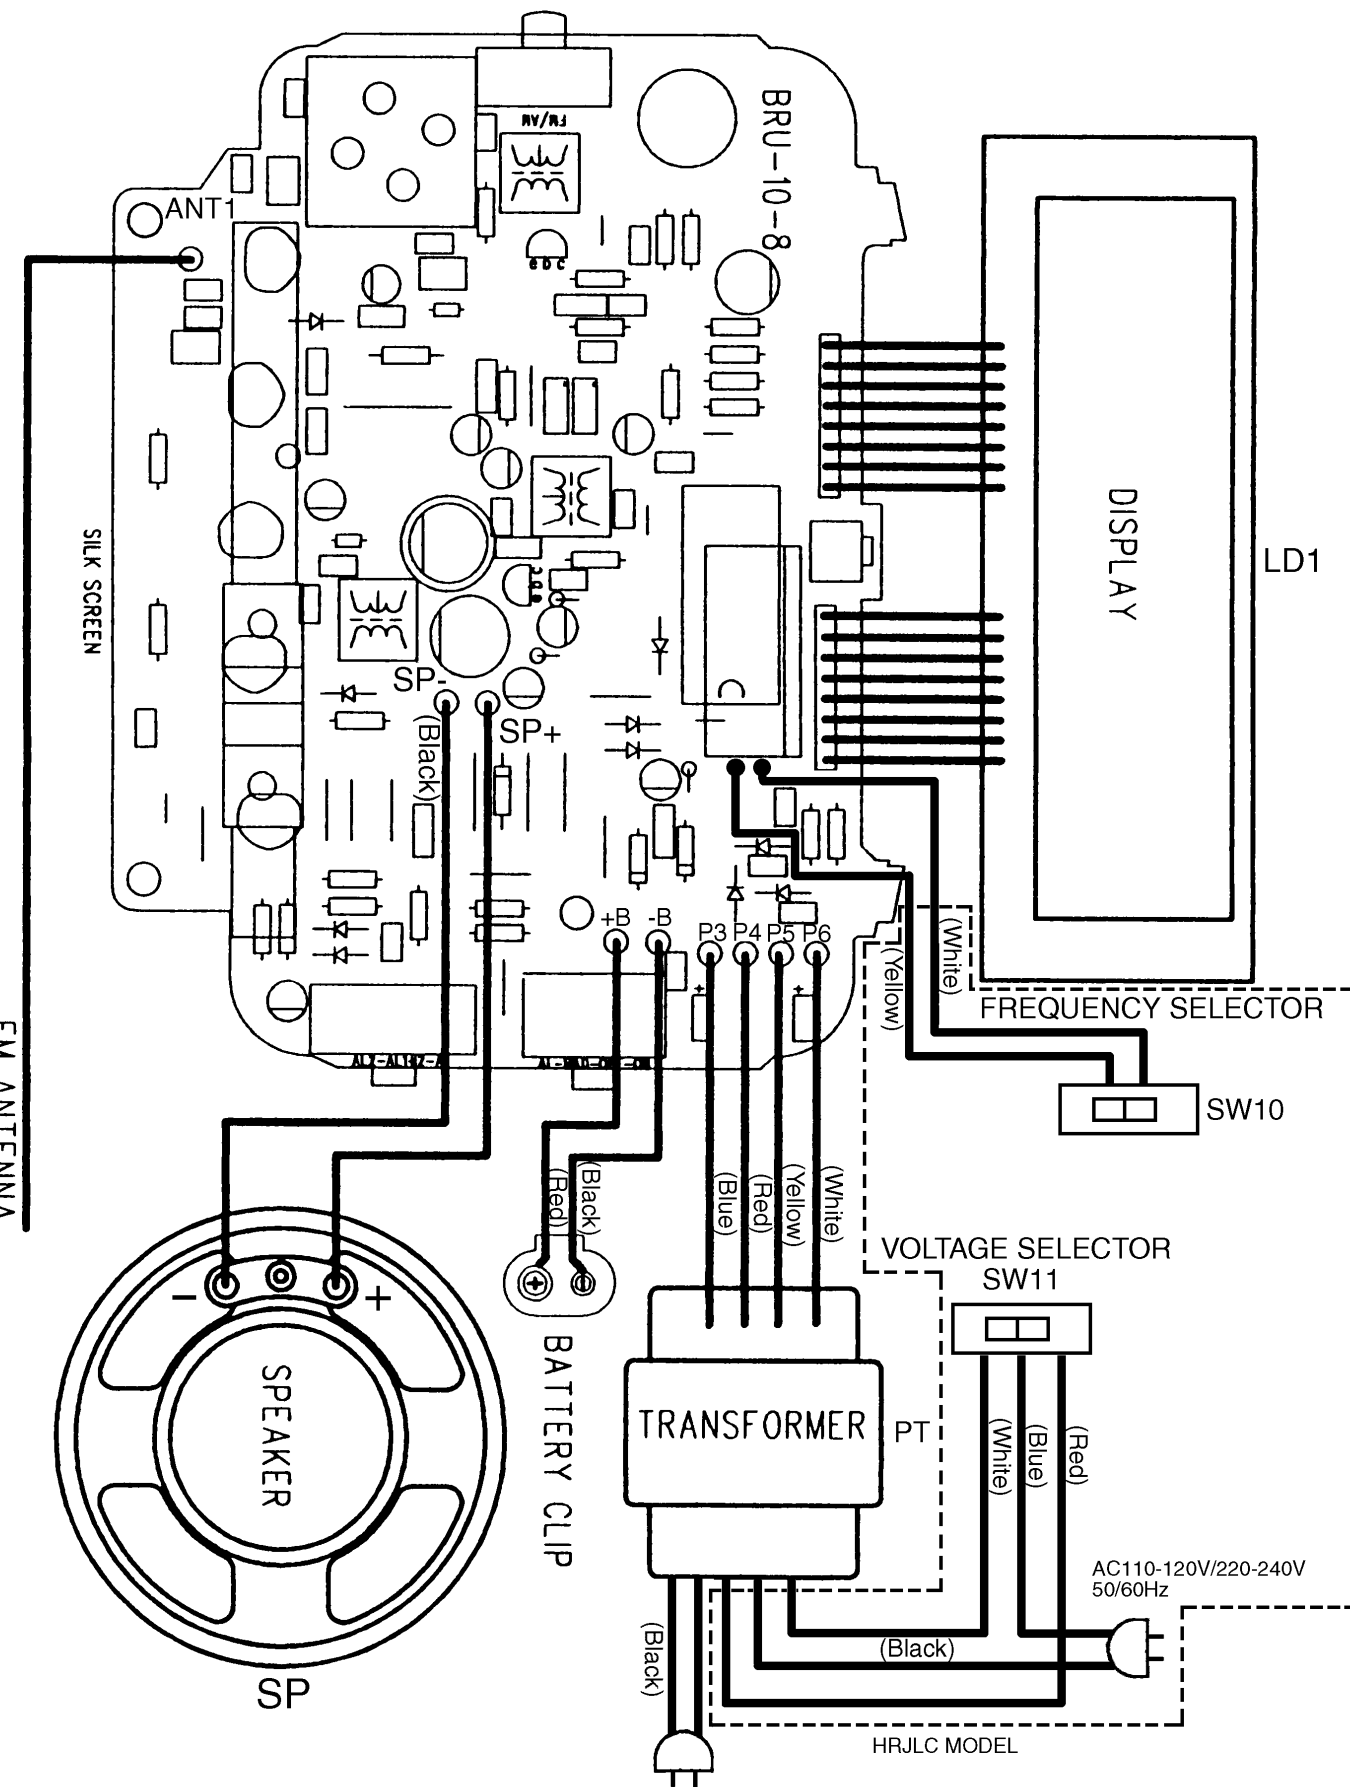 FM/AM
BRU-10-8
ANT1
e D c
DISPLAY
LD1
SILK SCREEN
SP-
SP+
(Black)
+B
-B
P3
P4
P5
P6
(Yellow)
(White)
FREQUENCY SELECTOR
SW10
FM ANTENNA
(Red)
(Black)
(Blue)
(Red)
(Yellow)
(White)
VOLTAGE SELECTOR
SW11
− +
SPEAKER
SP
BATTERY CLIP
TRANSFORMER
PT
(White)
(Blue)
(Red)
AC110-120V/220-240V
50/60Hz
(Black)
(Black)
HRJLC MODEL